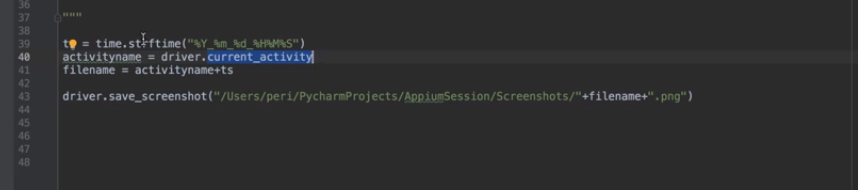 36
37 """
38
39 ts = time.strftime("%Y_%m_%d_%H%M%S")
40 activityname = driver.current_activity
41 filename = activityname+ts
42
43 driver.save_screenshot("/Users/peri/PycharmProjects/AppiumSession/Screenshots/"+filename+".png")
44
45
46
47
48